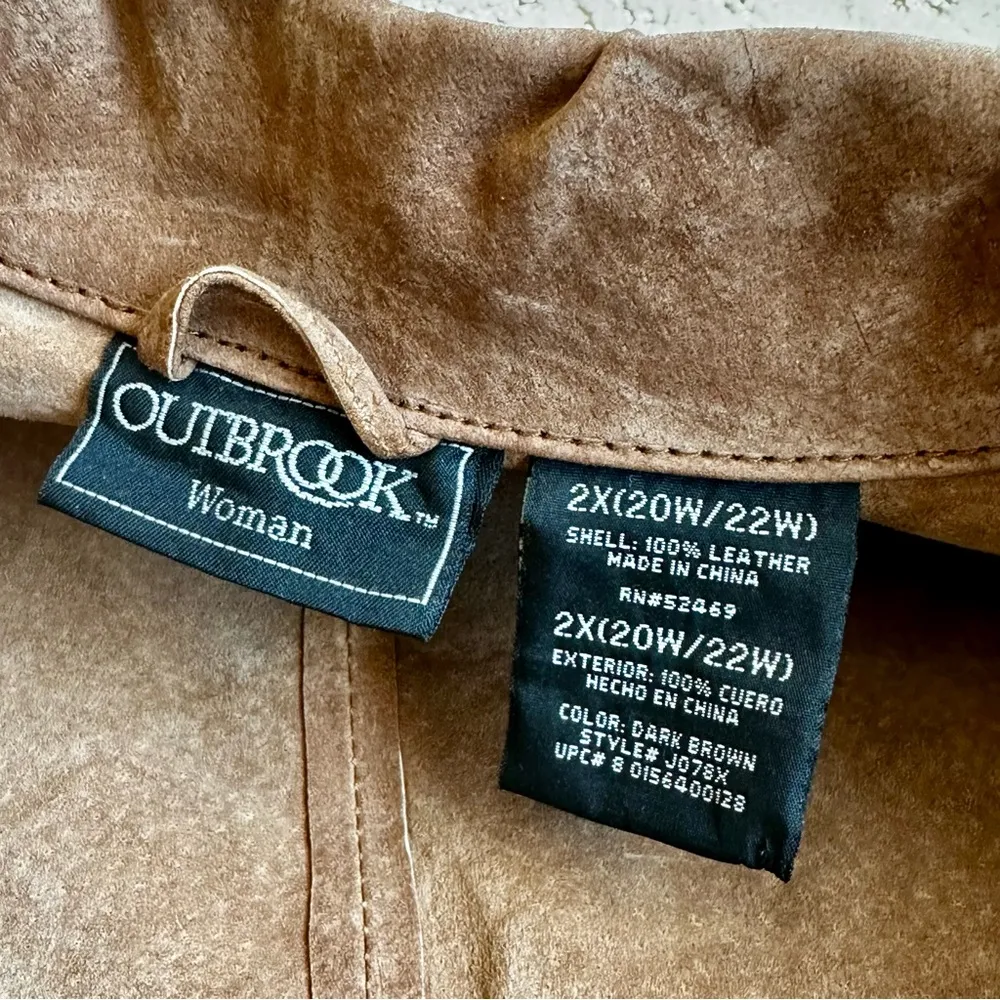 OUTBROOK™
Woman
2X(20W/22W)
SHELL: 100% LEATHER
MADE IN CHINA
RN#52469
2X(20W/22W)
EXTERIOR: 100% CUERO
HECHO EN CHINA
COLOR: DARK BROWN
STYLE# J078X
UPC# 8 0156400128